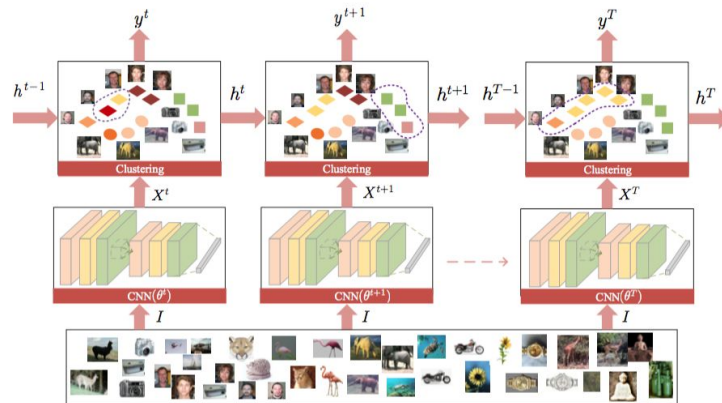 y^t y^{t+1} y^T
h^{t-1} h^t h^{t+1} h^{T-1} h^T
Clustering Clustering Clustering
X^t X^{t+1} X^T
CNN(θ^t) CNN(θ^{t+1}) CNN(θ^T)
I I I